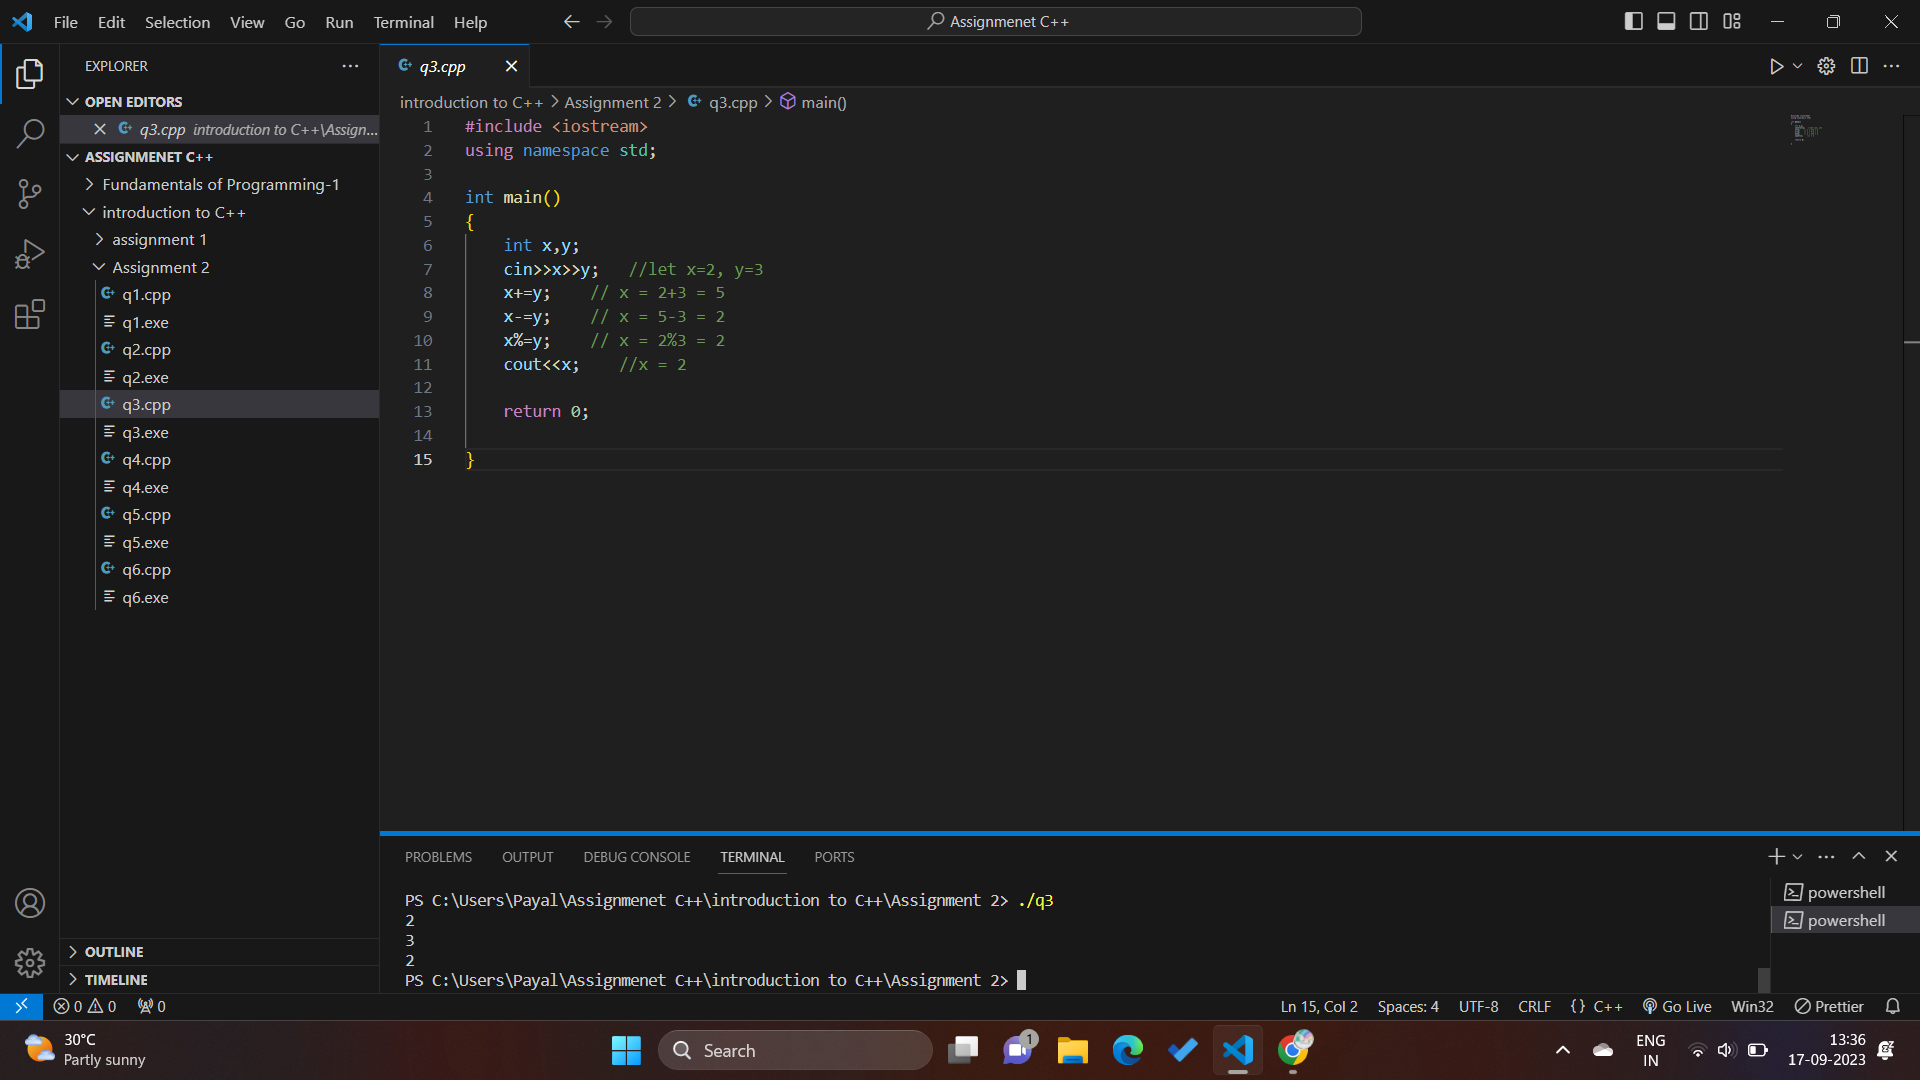 File Edit Selection View Go Run Terminal Help
Assignmenet C++
EXPLORER
OPEN EDITORS
q3.cpp introduction to C++\Assign...
ASSIGNMENET C++
Fundamentals of Programming-1
introduction to C++
assignment 1
Assignment 2
q1.cpp
q1.exe
q2.cpp
q2.exe
q3.cpp
q3.exe
q4.cpp
q4.exe
q5.cpp
q5.exe
q6.cpp
q6.exe
OUTLINE
TIMELINE
q3.cpp
introduction to C++ > Assignment 2 > q3.cpp > main()
1 #include <iostream>
2 using namespace std;
3
4 int main()
5 {
6 int x,y;
7 cin>>x>>y; //let x=2, y=3
8 x+=y; // x = 2+3 = 5
9 x-=y; // x = 5-3 = 2
10 x%=y; // x = 2%3 = 2
11 cout<<x; //x = 2
12
13 return 0;
14
15 }
PROBLEMS OUTPUT DEBUG CONSOLE TERMINAL PORTS
PS C:\Users\Payal\Assignmenet C++\introduction to C++\Assignment 2> ./q3
2
3
2
PS C:\Users\Payal\Assignmenet C++\introduction to C++\Assignment 2>
powershell
powershell
0 0 0 Ln 15, Col 2 Spaces: 4 UTF-8 CRLF {} C++ Go Live Win32 Prettier
30°C
Partly sunny
Search
1
ENG
IN
13:36
17-09-2023